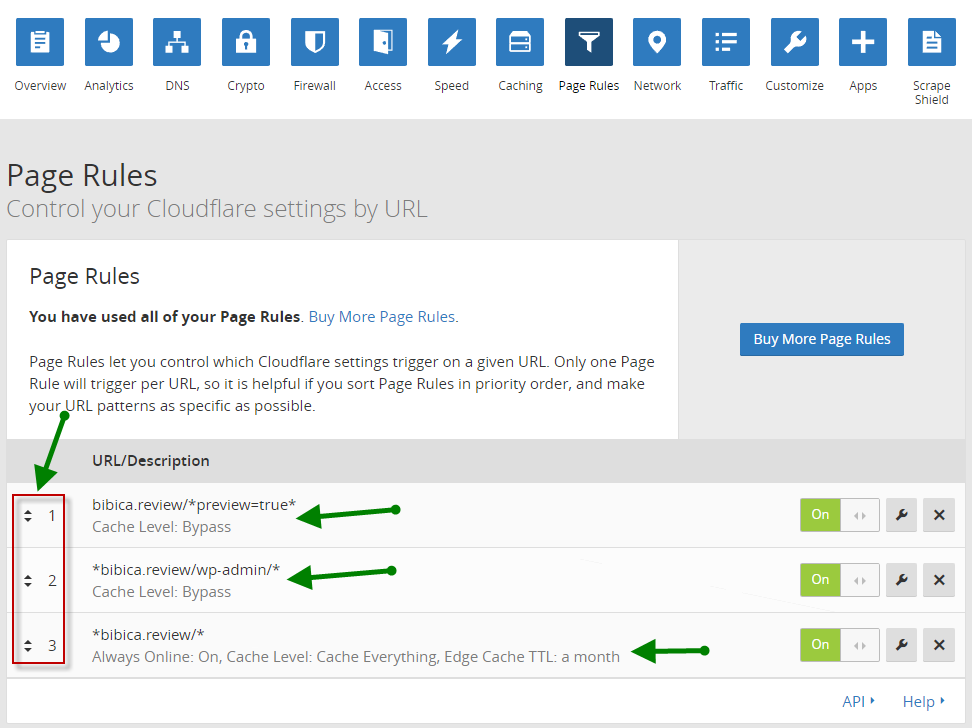 Overview Analytics DNS Crypto Firewall Access Speed Caching Page Rules Network Traffic Customize Apps Scrape
Shield
Page Rules
Control your Cloudflare settings by URL
Page Rules
You have used all of your Page Rules. Buy More Page Rules.
Buy More Page Rules
Page Rules let you control which Cloudflare settings trigger on a given URL. Only one Page
Rule will trigger per URL, so it is helpful if you sort Page Rules in priority order, and make
your URL patterns as specific as possible.
URL/Description
1 bibica.review/*preview=true* On
Cache Level: Bypass
2 *bibica.review/wp-admin/* On
Cache Level: Bypass
3 *bibica.review/* On
Always Online: On, Cache Level: Cache Everything, Edge Cache TTL: a month
API Help